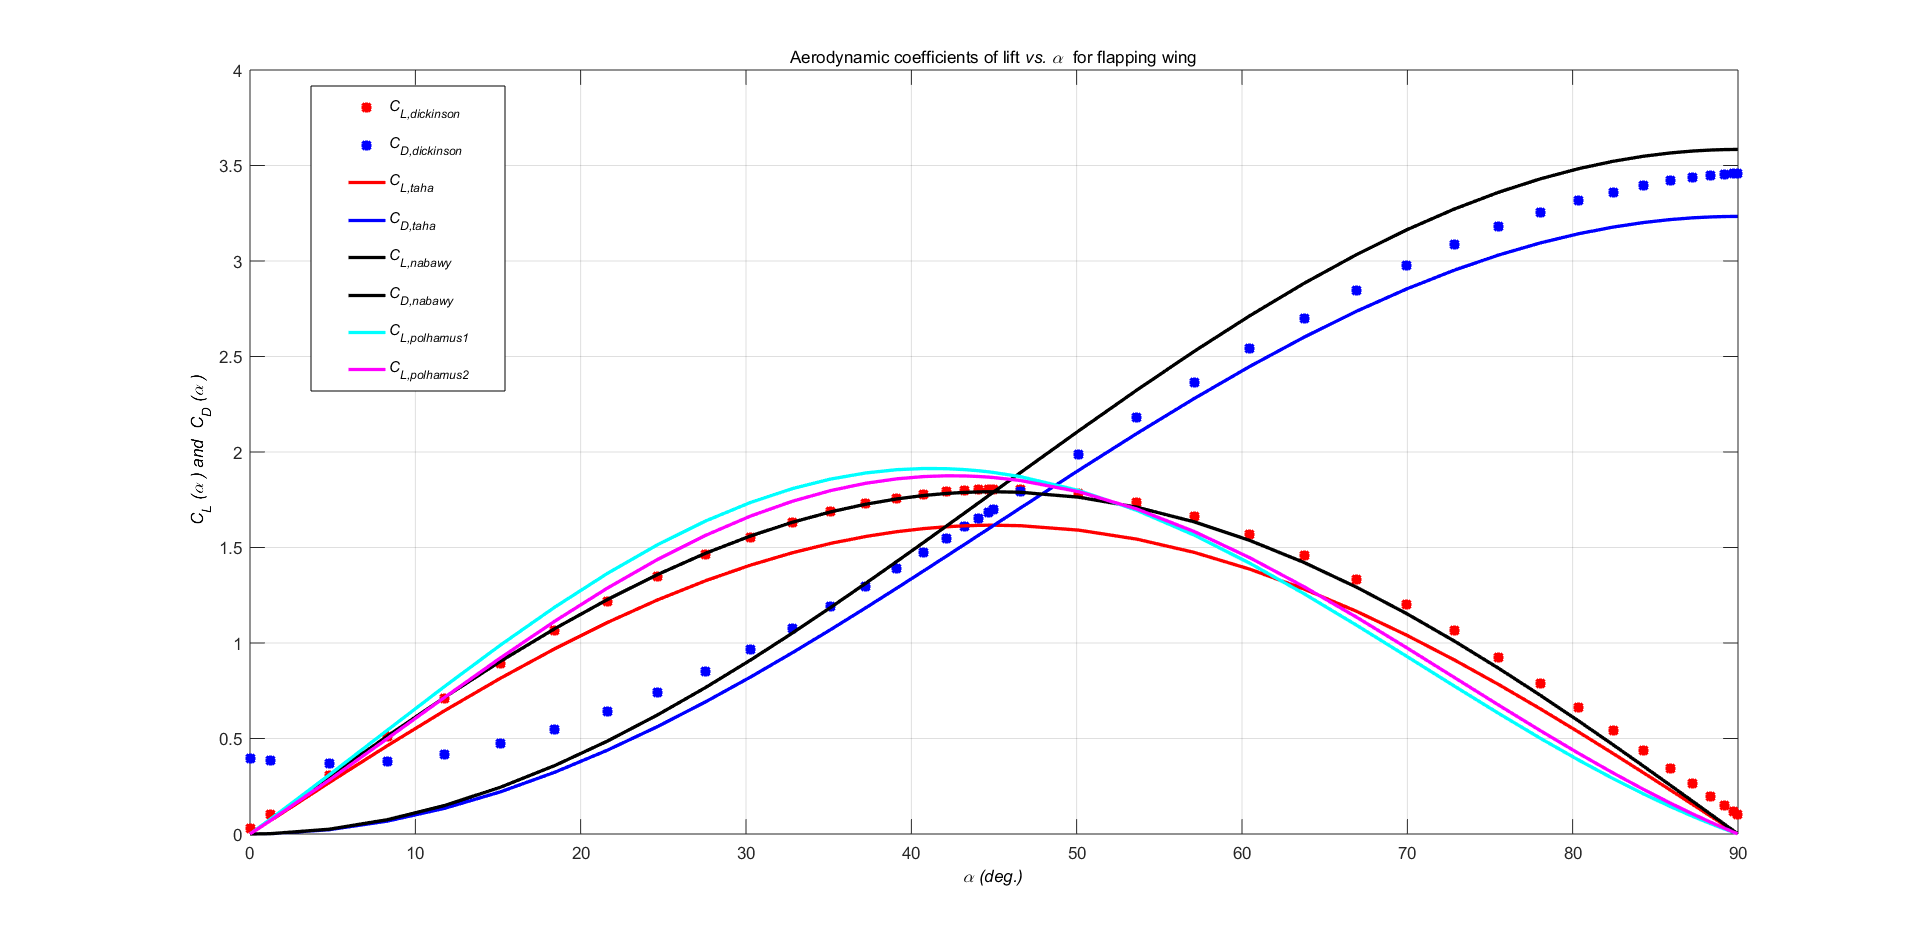 Aerodynamic coefficients of lift vs. α for flapping wing
4
3.5
3
2.5
2
1.5
1
0.5
0
C_L (α) and C_D (α)
C_L,dickinson
C_D,dickinson
C_L,taha
C_D,taha
C_L,nabawy
C_D,nabawy
C_L,polhamus1
C_L,polhamus2
0 10 20 30 40 50 60 70 80 90
α (deg.)